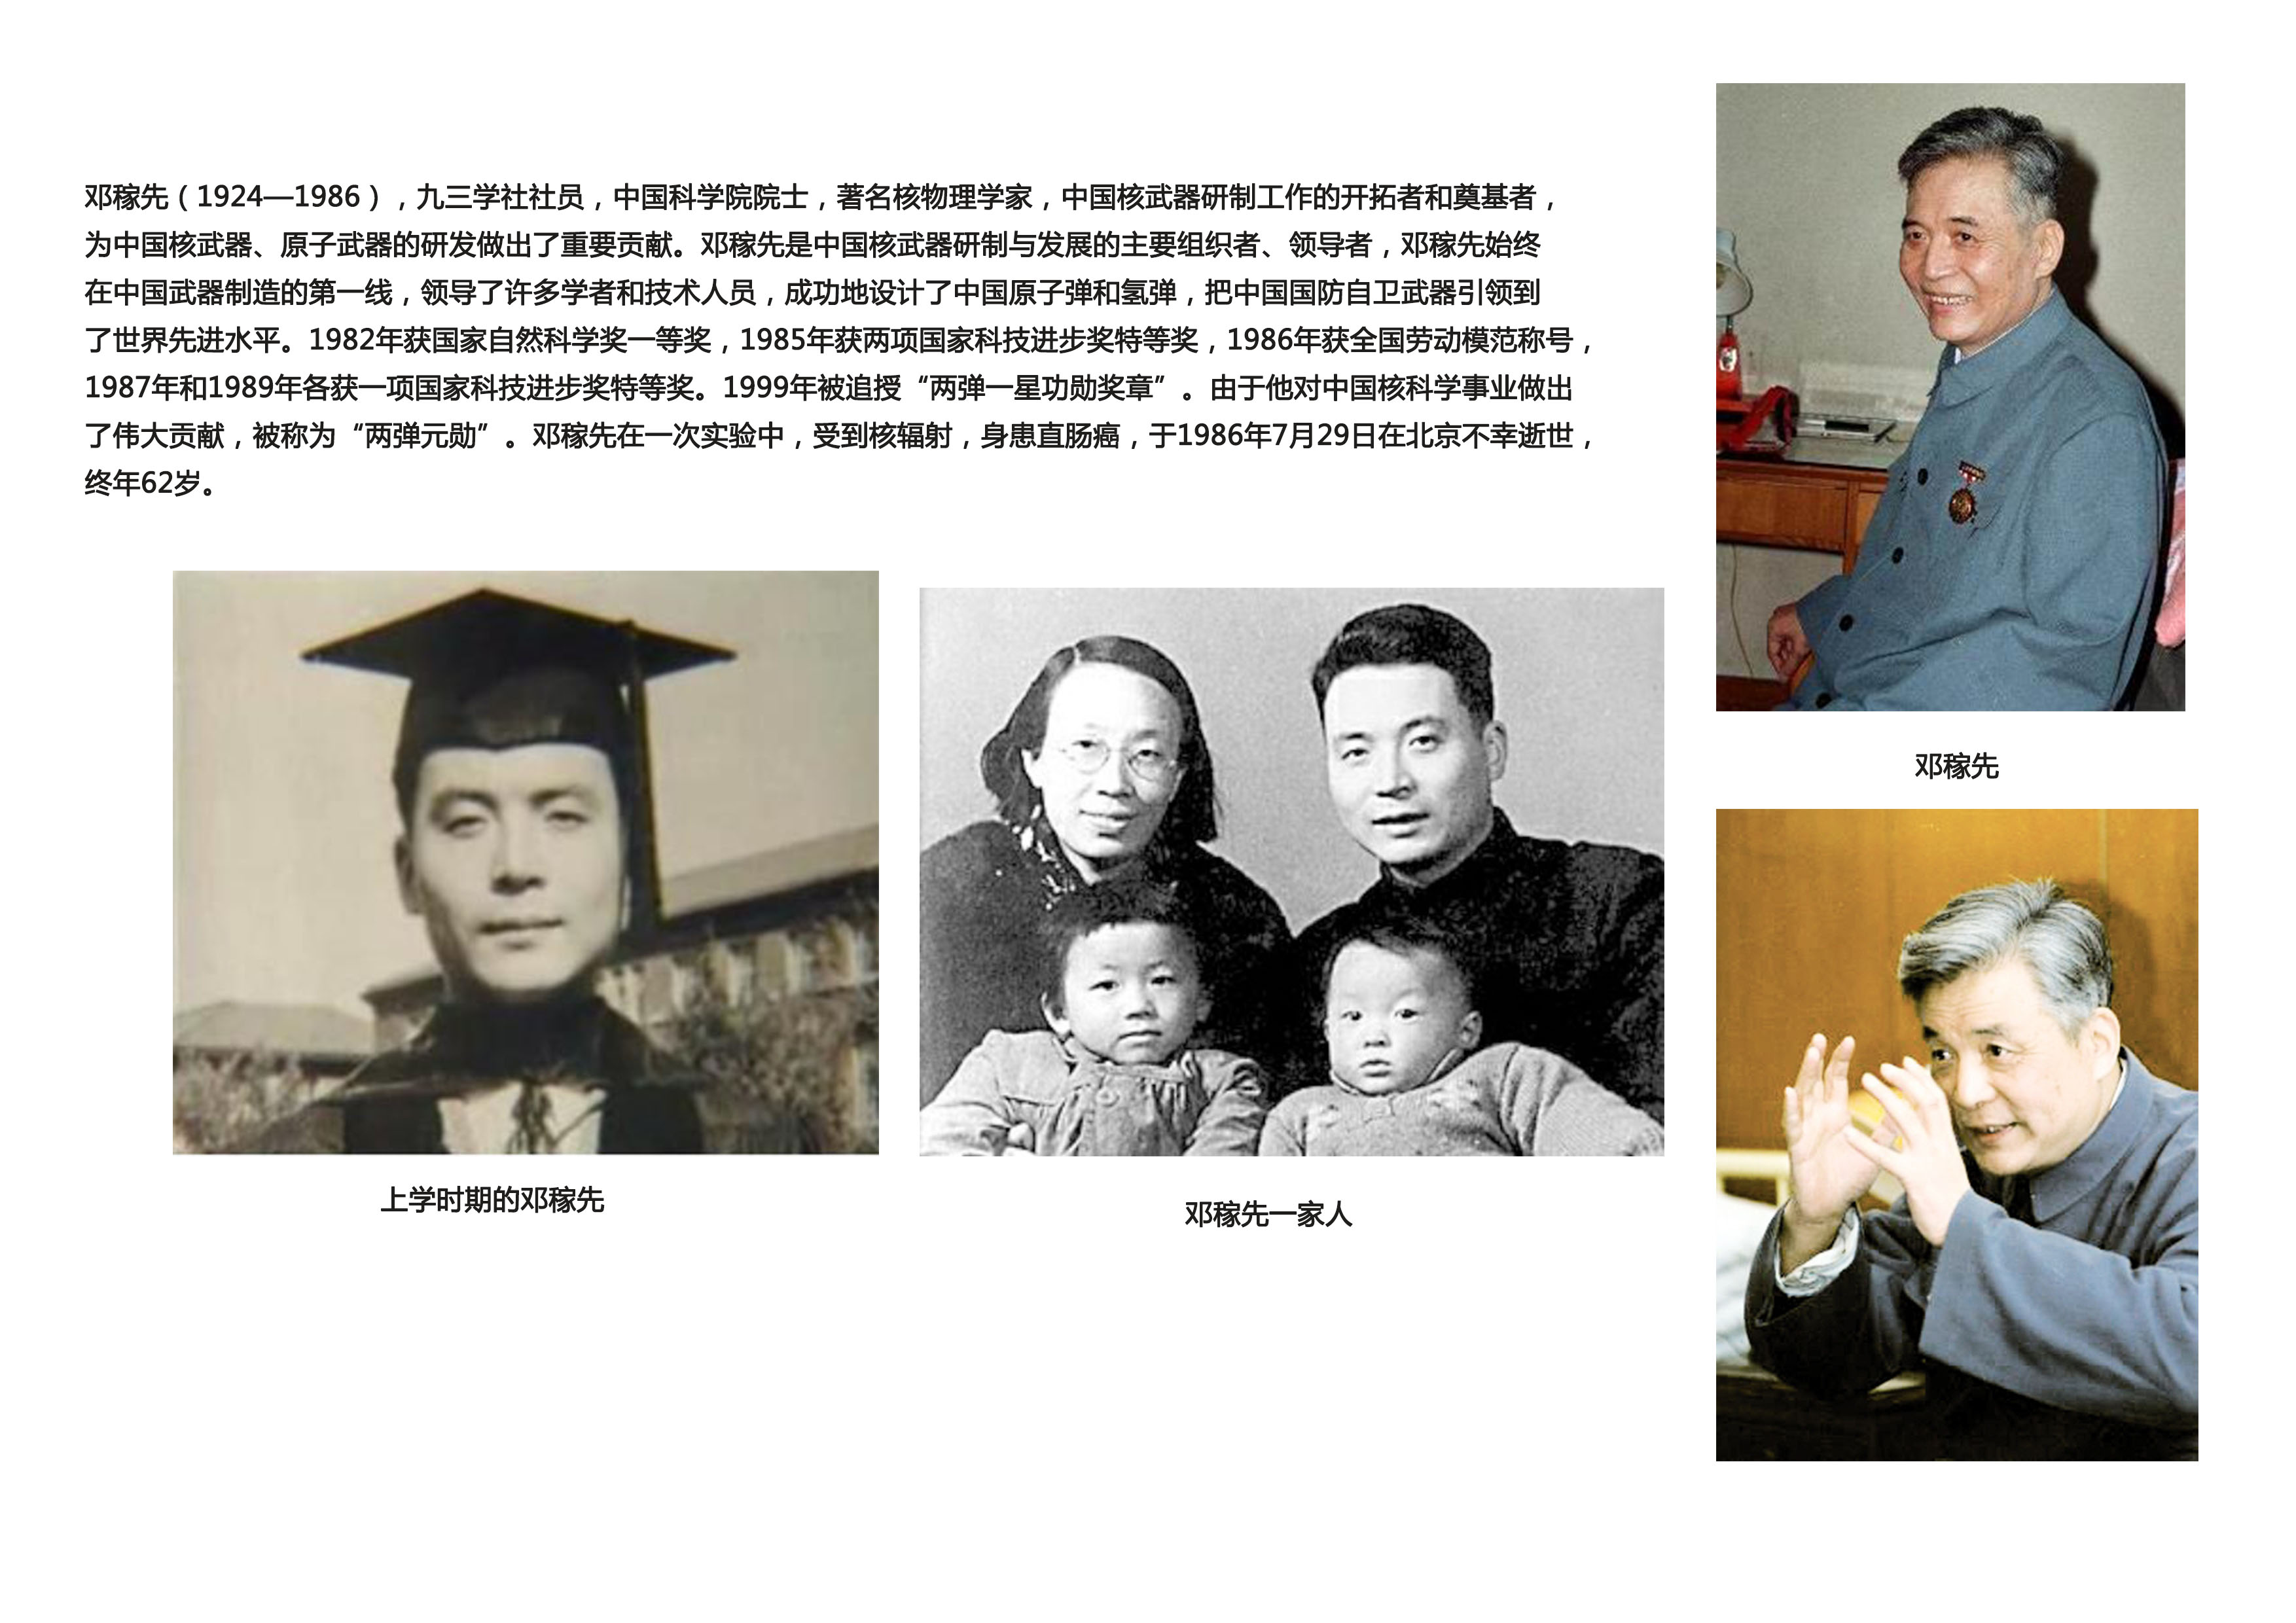 邓稼先（1924—1986），九三学社社员，中国科学院院士，著名核物理学家，中国核武器研制工作的开拓者和奠基者，
为中国核武器、原子武器的研发做出了重要贡献。邓稼先是中国核武器研制与发展的主要组织者、领导者，邓稼先始终
在中国武器制造的第一线，领导了许多学者和技术人员，成功地设计了中国原子弹和氢弹，把中国国防自卫武器引领到
了世界先进水平。1982年获国家自然科学奖一等奖，1985年获两项国家科技进步奖特等奖，1986年获全国劳动模范称号，
1987年和1989年各获一项国家科技进步奖特等奖。1999年被追授“两弹一星功勋奖章”。由于他对中国核科学事业做出
了伟大贡献，被称为“两弹元勋”。邓稼先在一次实验中，受到核辐射，身患直肠癌，于1986年7月29日在北京不幸逝世，
终年62岁。
邓稼先
上学时期的邓稼先
邓稼先一家人